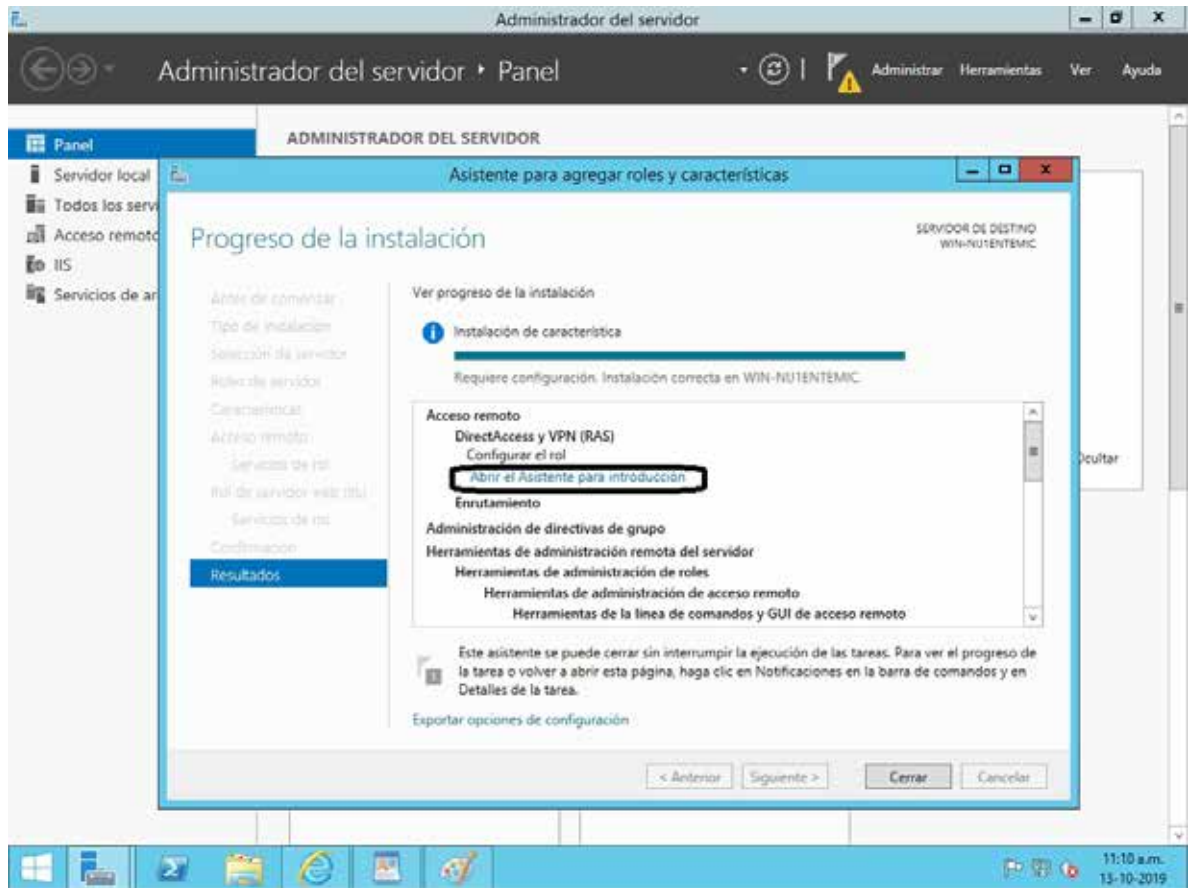 Administrador del servidor
Administrador del servidor ‣ Panel
Administrar Herramientas Ver Ayuda
Panel
Servidor local
Todos los servi
Acceso remoto
IIS
Servicios de ar
ADMINISTRADOR DEL SERVIDOR
Ocultar
Asistente para agregar roles y características
Progreso de la instalación
SERVIDOR DE DESTINO
WIN-NU1ENTEMIC
Antes de comenzar
Tipo de instalación
Selección de servidor
Roles de servidor
Características
Acceso remoto
Servicios de rol
Rol de servidor web (IIS)
Servicios de rol
Confirmación
Resultados
Ver progreso de la instalación
Instalación de característica
Requiere configuración. Instalación correcta en WIN-NU1ENTEMIC.
Acceso remoto
DirectAccess y VPN (RAS)
Configurar el rol
Abrir el Asistente para introducción
Enrutamiento
Administración de directivas de grupo
Herramientas de administración remota del servidor
Herramientas de administración de roles
Herramientas de administración de acceso remoto
Herramientas de la línea de comandos y GUI de acceso remoto
Este asistente se puede cerrar sin interrumpir la ejecución de las tareas. Para ver el progreso de
la tarea o volver a abrir esta página, haga clic en Notificaciones en la barra de comandos y en
Detalles de la tarea.
Exportar opciones de configuración
< Anterior
Siguiente >
Cerrar
Cancelar
11:10 a.m.
13-10-2019